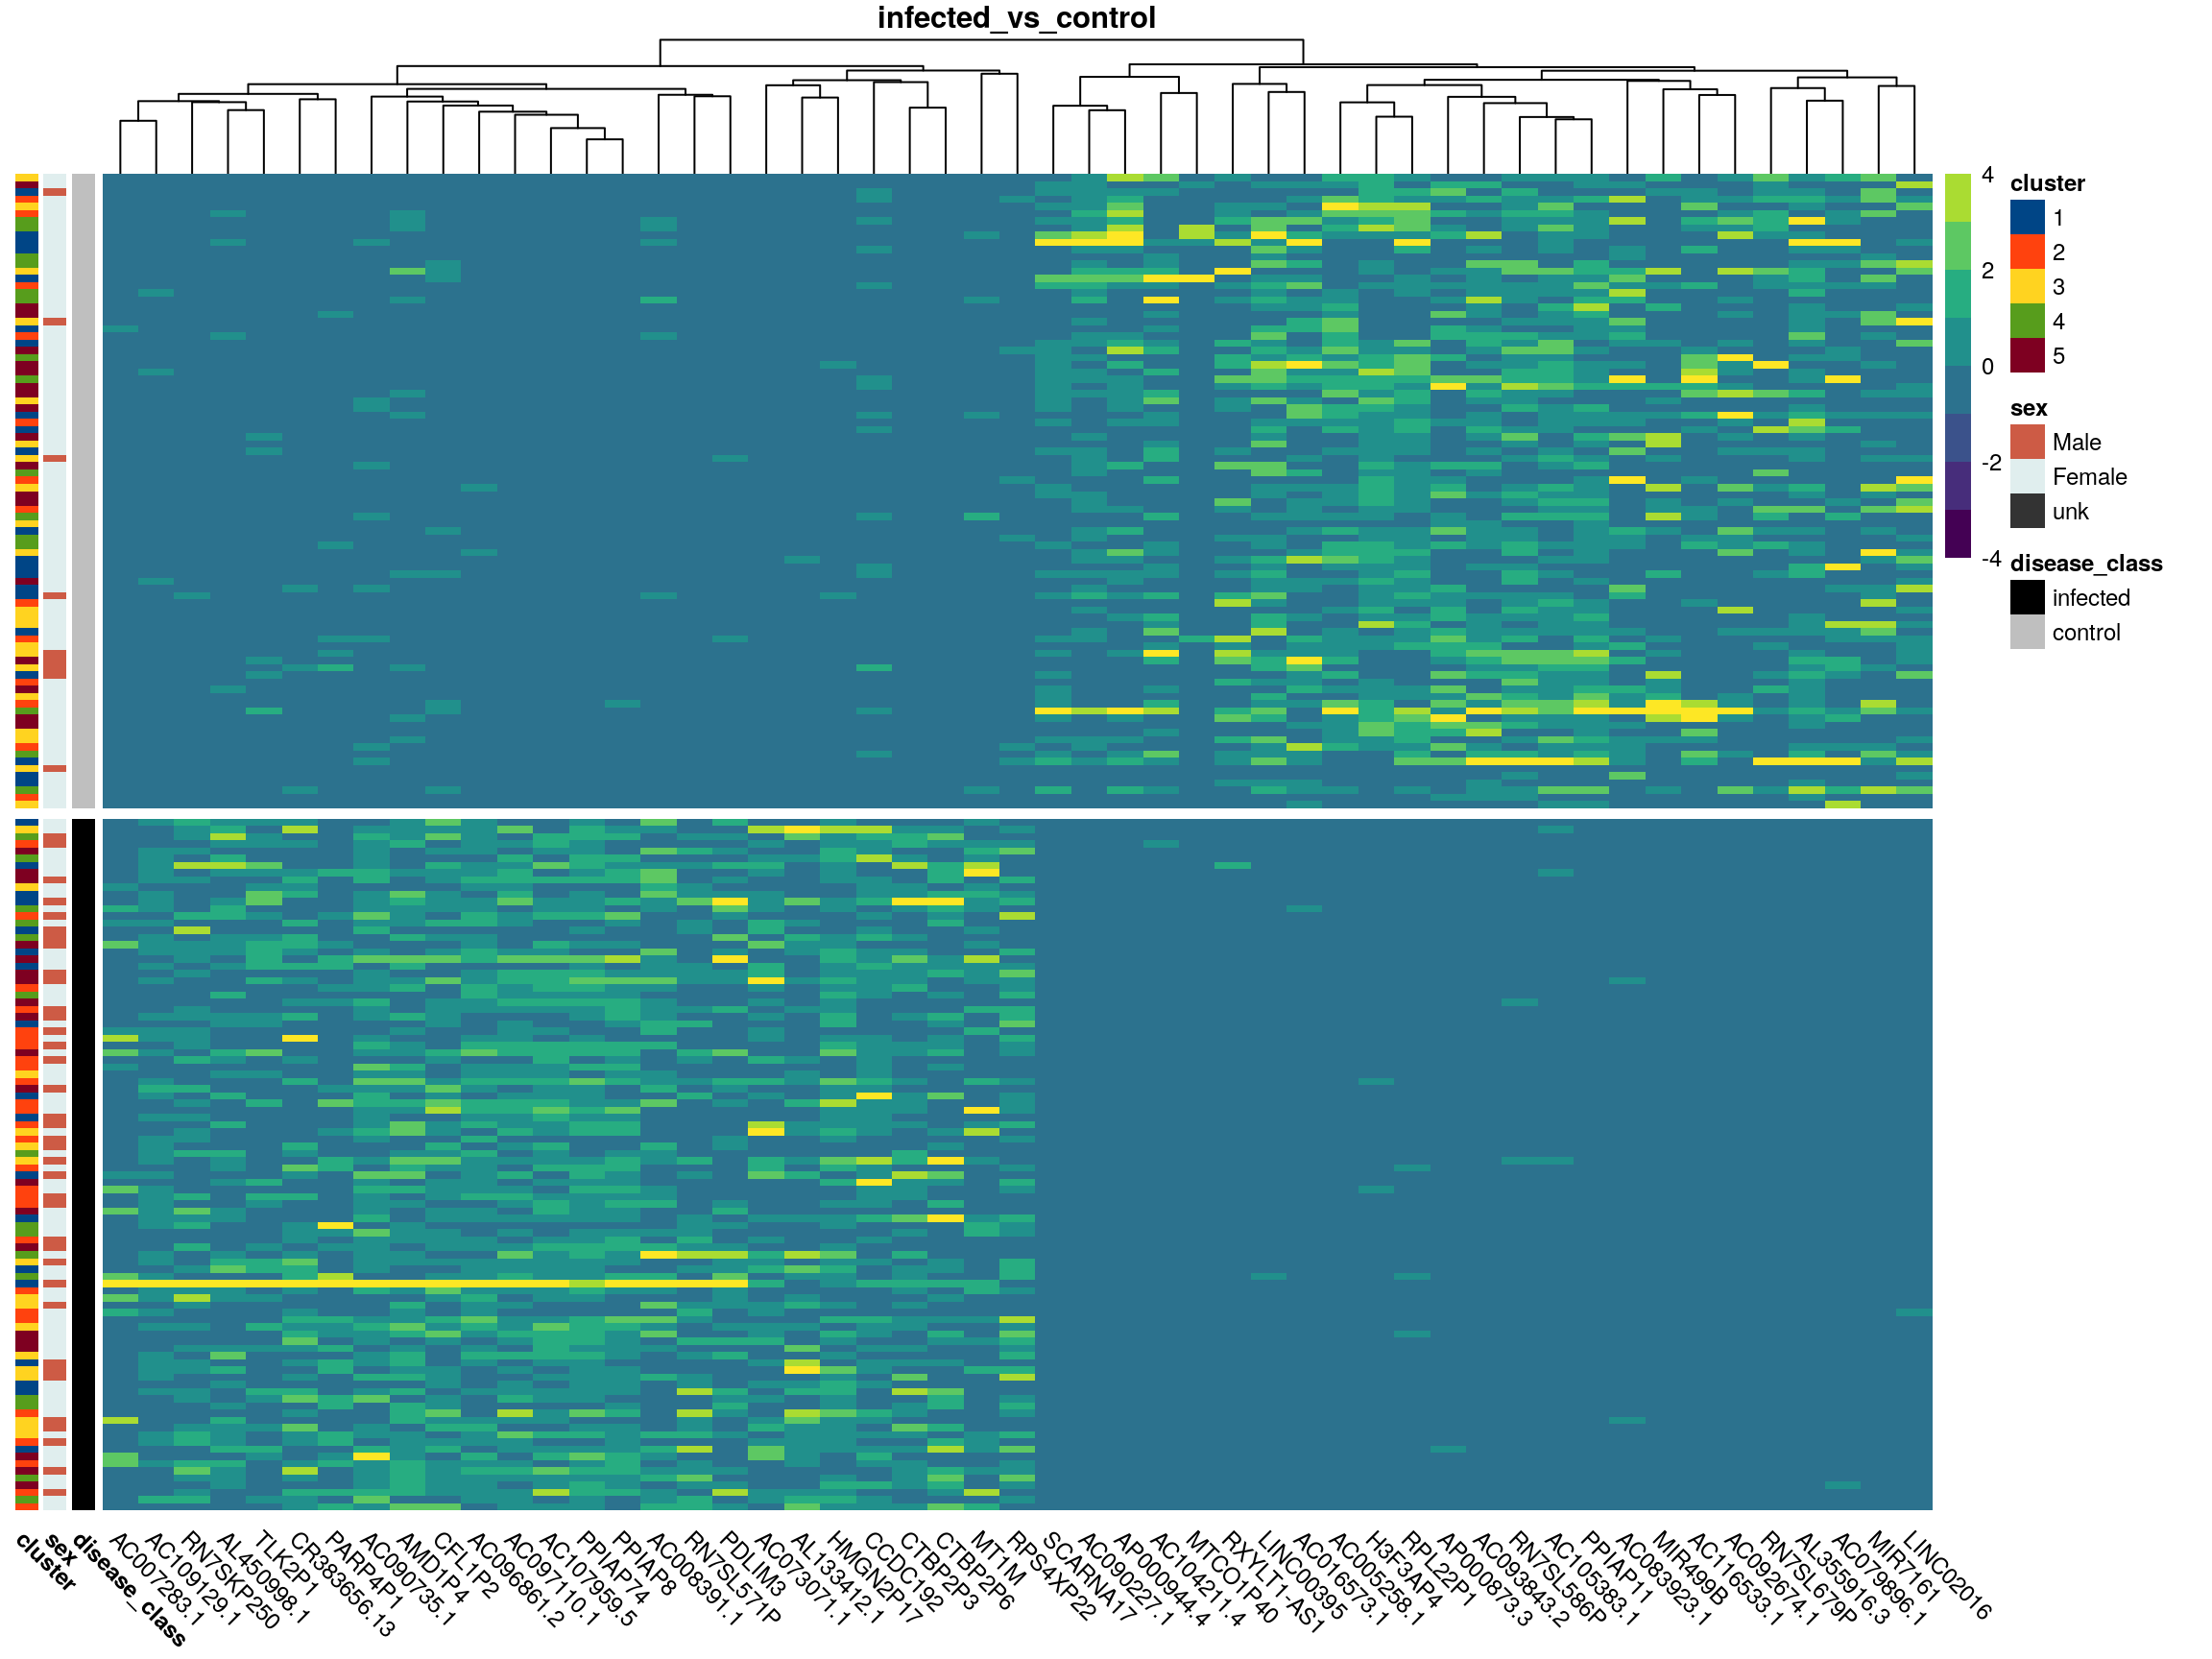 infected_vs_control
4
2
0
-2
-4
cluster
1
2
3
4
5
sex
Male
Female
unk
disease_class
infected
control
cluster
sex
disease_class
AC007283.1
AC109129.1
RN7SKP250
AL450998.1
TLK2P1
CR383656.13
PARP4P1
AC090735.1
AMD1P4
CFL1P2
AC096861.2
AC097110.1
AC107959.5
PPIAP74
PPIAP8
AC008391.1
RN7SL571P
PDLIM3
AC073071.1
AL133412.1
HMGN2P17
CCDC192
CTBP2P3
CTBP2P6
MT1M
RPS4XP22
SCARNA17
AC090227.1
AP000944.4
AC104211.4
MTCO1P40
RXYLT1-AS1
LINC00395
AC016573.1
AC005258.1
H3F3AP4
RPL22P1
AP000873.3
AC093843.2
RN7SL586P
AC105383.1
PPIAP11
AC083923.1
MIR499B
AC116533.1
AC092674.1
RN7SL679P
AL355916.3
AC079896.1
MIR7161
LINC02016